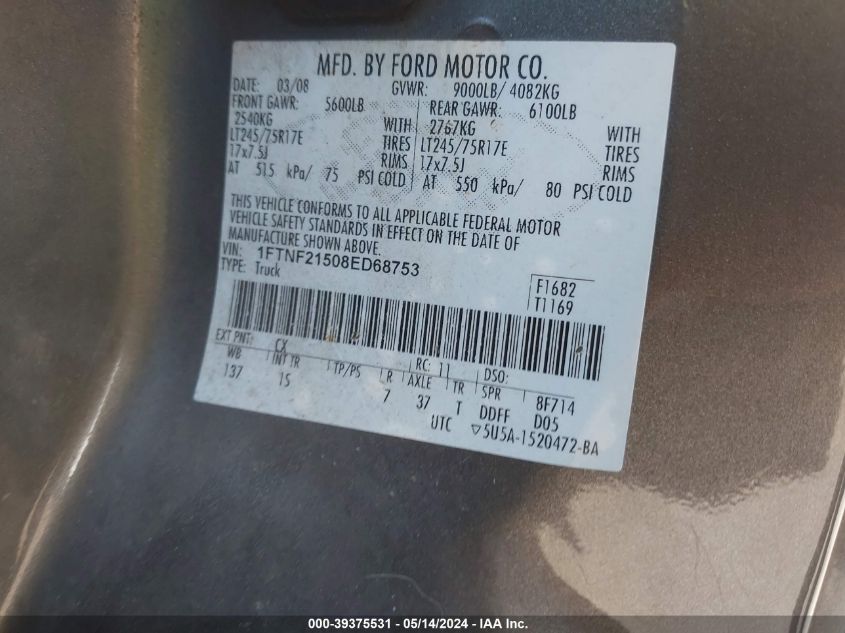 MFD. BY FORD MOTOR CO.
DATE: 03/08 GVWR: 9000LB/ 4082KG
FRONT GAWR: 5600LB REAR GAWR: 6100LB
2540KG WITH 2767KG WITH
LT245/75R17E TIRES LT245/75R17E TIRES
17x7.5J RIMS 17x7.5J RIMS
AT 515 kPa/ 75 PSI COLD AT 550 kPa/ 80 PSI COLD
THIS VEHICLE CONFORMS TO ALL APPLICABLE FEDERAL MOTOR
VEHICLE SAFETY STANDARDS IN EFFECT ON THE DATE OF
MANUFACTURE SHOWN ABOVE.
VIN: 1FTNF21508ED68753
TYPE: Truck
F1682
T1169
EXT PNT: CX RC: 11 DSO:
WB INT TR TP/PS R AXLE TR SPR 8F714
137 15 7 37 T DDFF D05
UTC ▽5U5A-1520472-BA
000-39375531 - 05/14/2024 - IAA Inc.